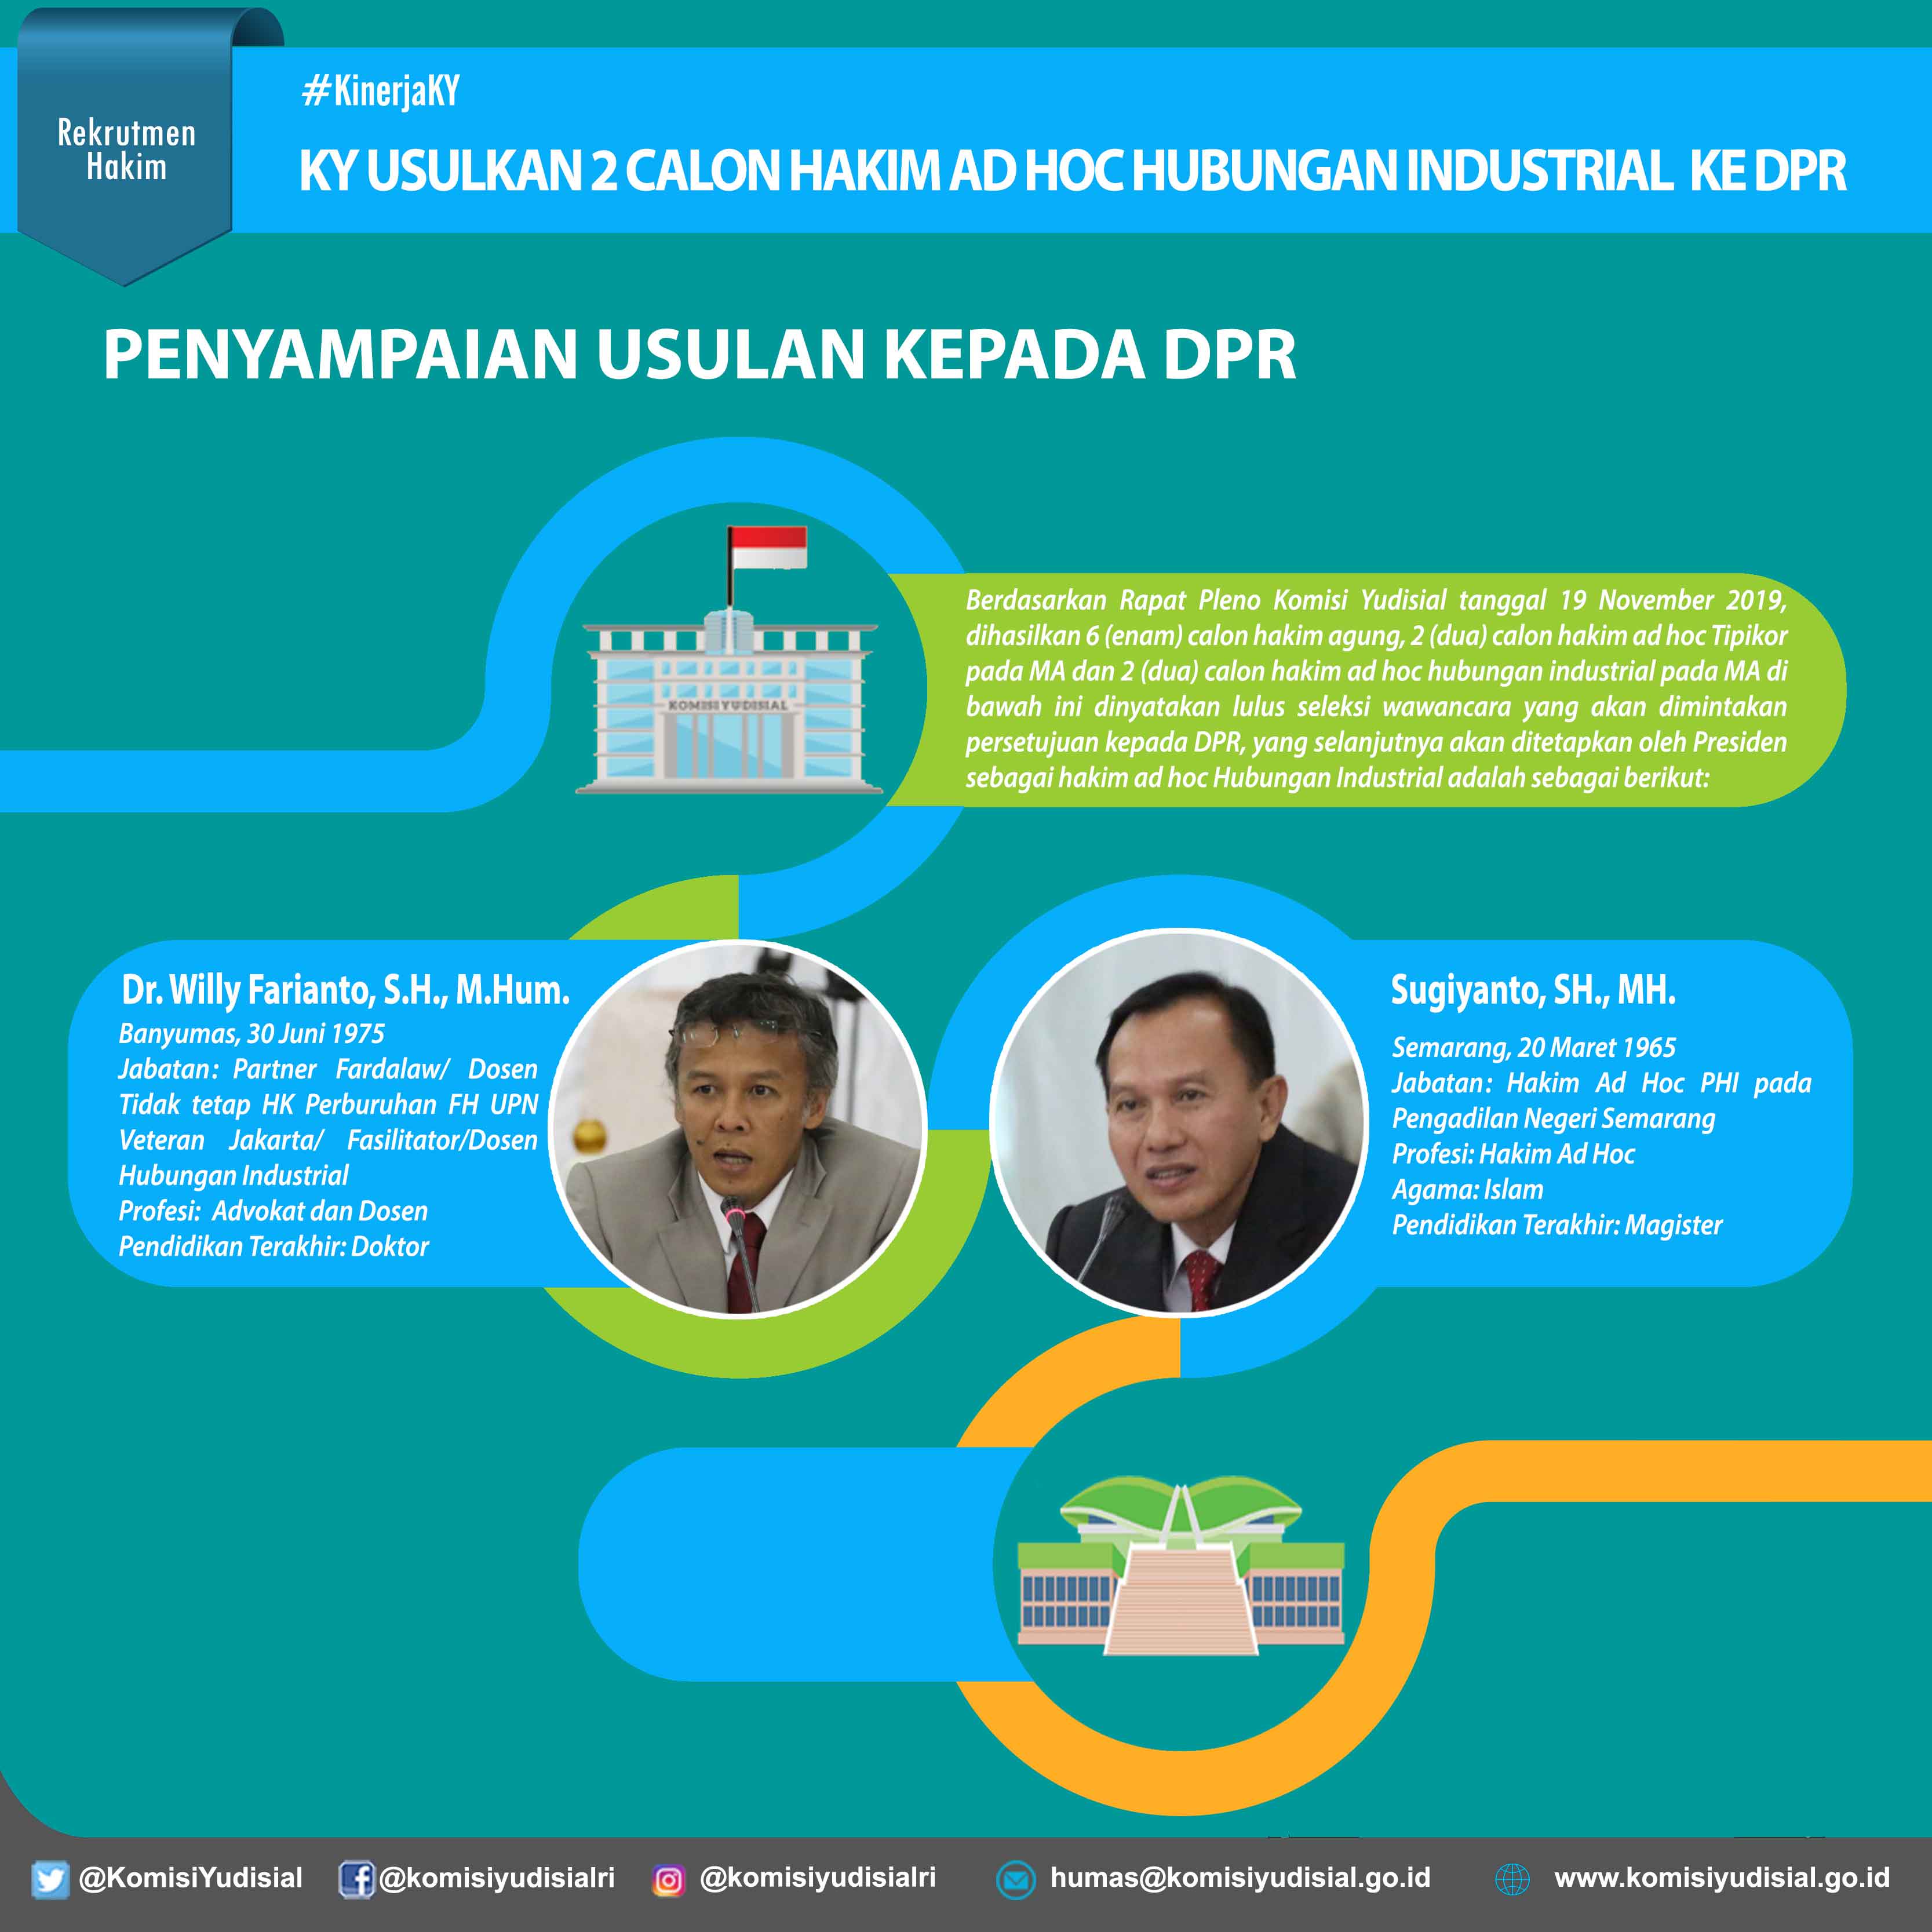 Rekrutmen
Hakim
#KinerjaKY
KY USULKAN 2 CALON HAKIM AD HOC HUBUNGAN INDUSTRIAL KE DPR
PENYAMPAIAN USULAN KEPADA DPR
KOMISI YUDISIAL
Berdasarkan Rapat Pleno Komisi Yudisial tanggal 19 November 2019,
dihasilkan 6 (enam) calon hakim agung, 2 (dua) calon hakim ad hoc Tipikor
pada MA dan 2 (dua) calon hakim ad hoc hubungan industrial pada MA di
bawah ini dinyatakan lulus seleksi wawancara yang akan dimintakan
persetujuan kepada DPR, yang selanjutnya akan ditetapkan oleh Presiden
sebagai hakim ad hoc Hubungan Industrial adalah sebagai berikut:
Dr. Willy Farianto, S.H., M.Hum.
Banyumas, 30 Juni 1975
Jabatan: Partner Fardalaw/ Dosen
Tidak tetap HK Perburuhan FH UPN
Veteran Jakarta/ Fasilitator/Dosen
Hubungan Industrial
Profesi: Advokat dan Dosen
Pendidikan Terakhir: Doktor
Sugiyanto, SH., MH.
Semarang, 20 Maret 1965
Jabatan: Hakim Ad Hoc PHI pada
Pengadilan Negeri Semarang
Profesi: Hakim Ad Hoc
Agama: Islam
Pendidikan Terakhir: Magister
@KomisiYudisial
@komisiyudisialri
@komisiyudisialri
humas@komisiyudisial.go.id
www.komisiyudisial.go.id